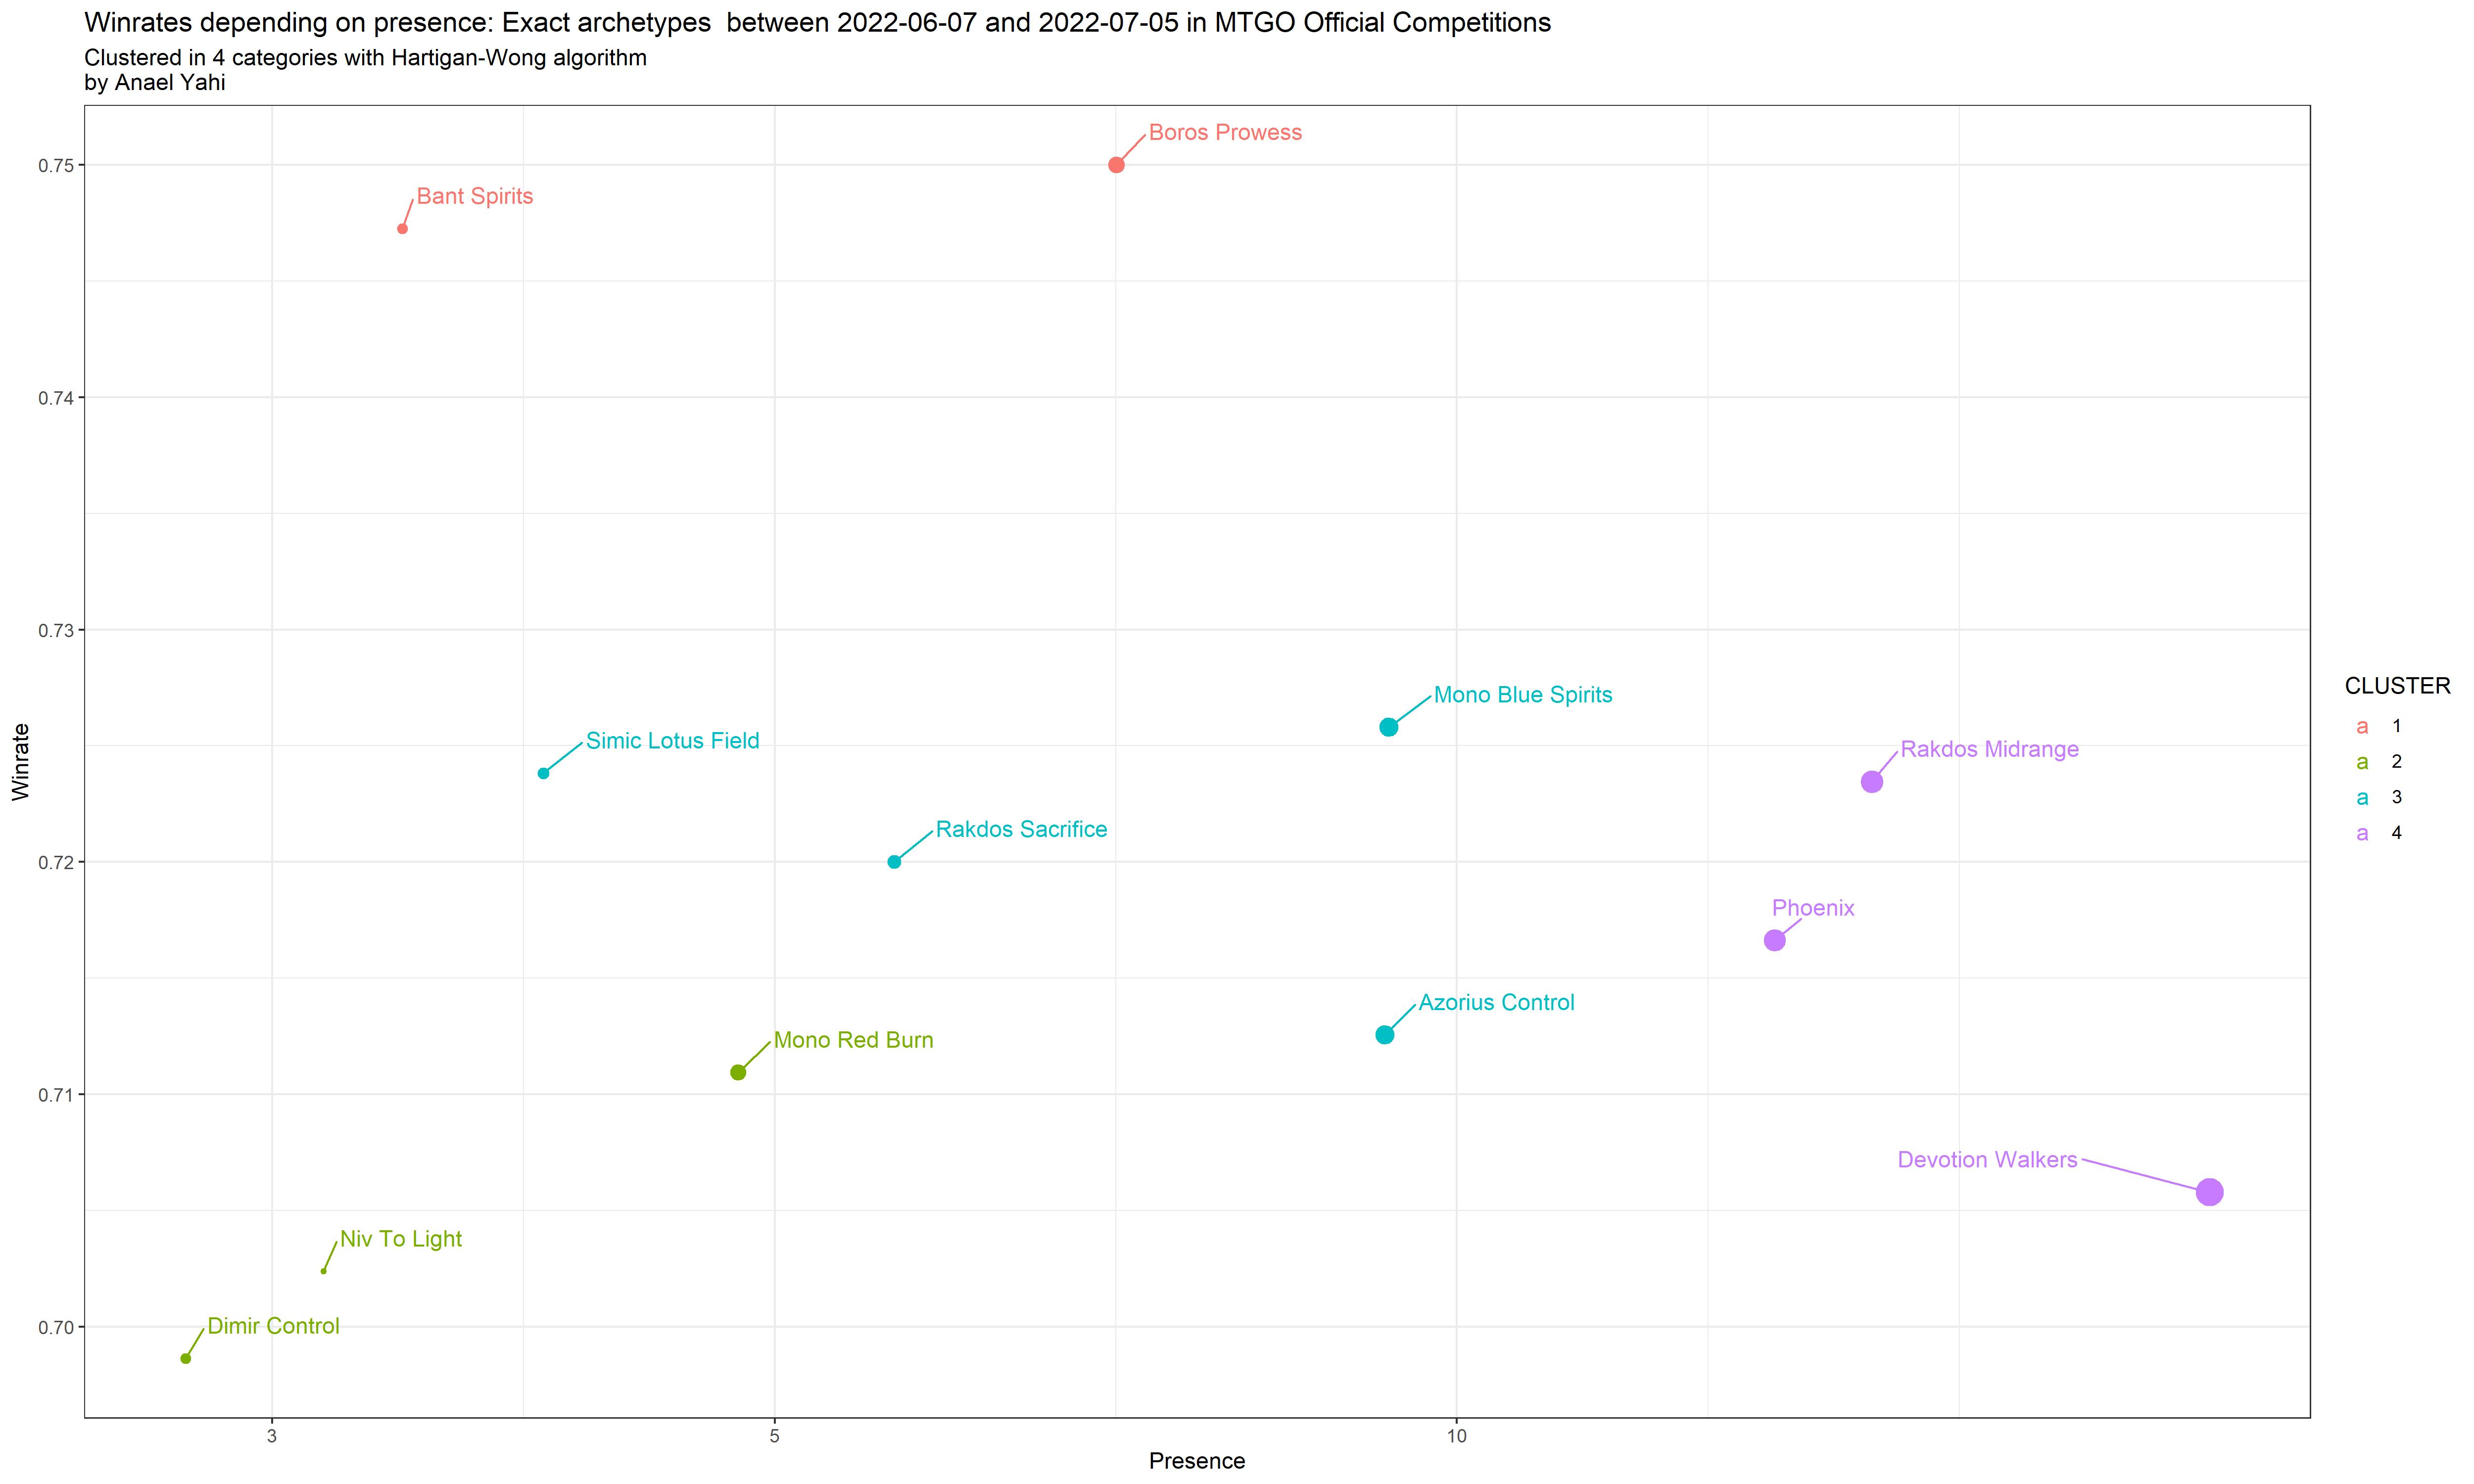 Winrates depending on presence: Exact archetypes  between 2022-06-07 and 2022-07-05 in MTGO Official Competitions
Clustered in 4 categories with Hartigan-Wong algorithm
by Anael Yahi
Boros Prowess
0.75
Bant Spirits
0.74
0.73
Mono Blue Spirits
CLUSTER
a 1
a 2
a 3
a 4
Simic Lotus Field
Rakdos Midrange
Winrate
Rakdos Sacrifice
0.72
Phoenix
Azorius Control
Mono Red Burn
0.71
Devotion Walkers
Niv To Light
Dimir Control
0.70
3
5
10
Presence